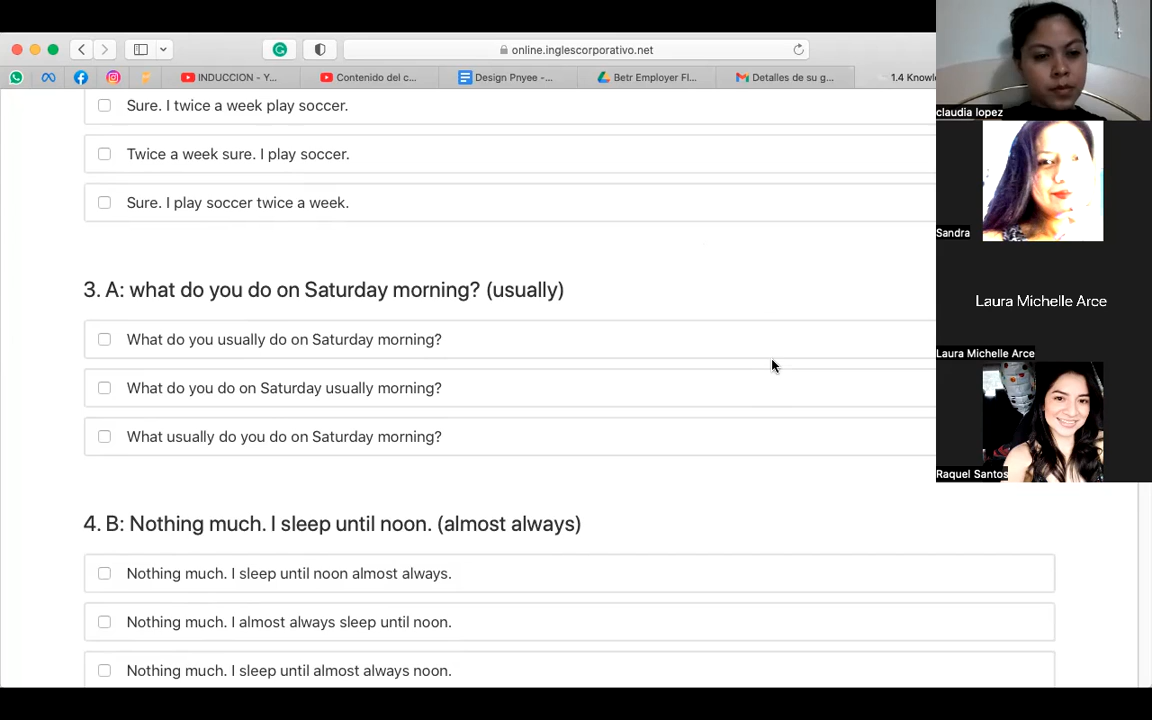 online.inglescorporativo.net
INDUCCION - Y...
Contenido del c...
Design Pnyee -...
Betr Employer Fl...
Detalles de su g...
1.4 Knowl
Sure. I twice a week play soccer.
Twice a week sure. I play soccer.
Sure. I play soccer twice a week.
3. A: what do you do on Saturday morning? (usually)
What do you usually do on Saturday morning?
What do you do on Saturday usually morning?
What usually do you do on Saturday morning?
4. B: Nothing much. I sleep until noon. (almost always)
Nothing much. I sleep until noon almost always.
Nothing much. I almost always sleep until noon.
Nothing much. I sleep until almost always noon.
claudia lopez
Sandra
Laura Michelle Arce
Laura Michelle Arce
Raquel Santos